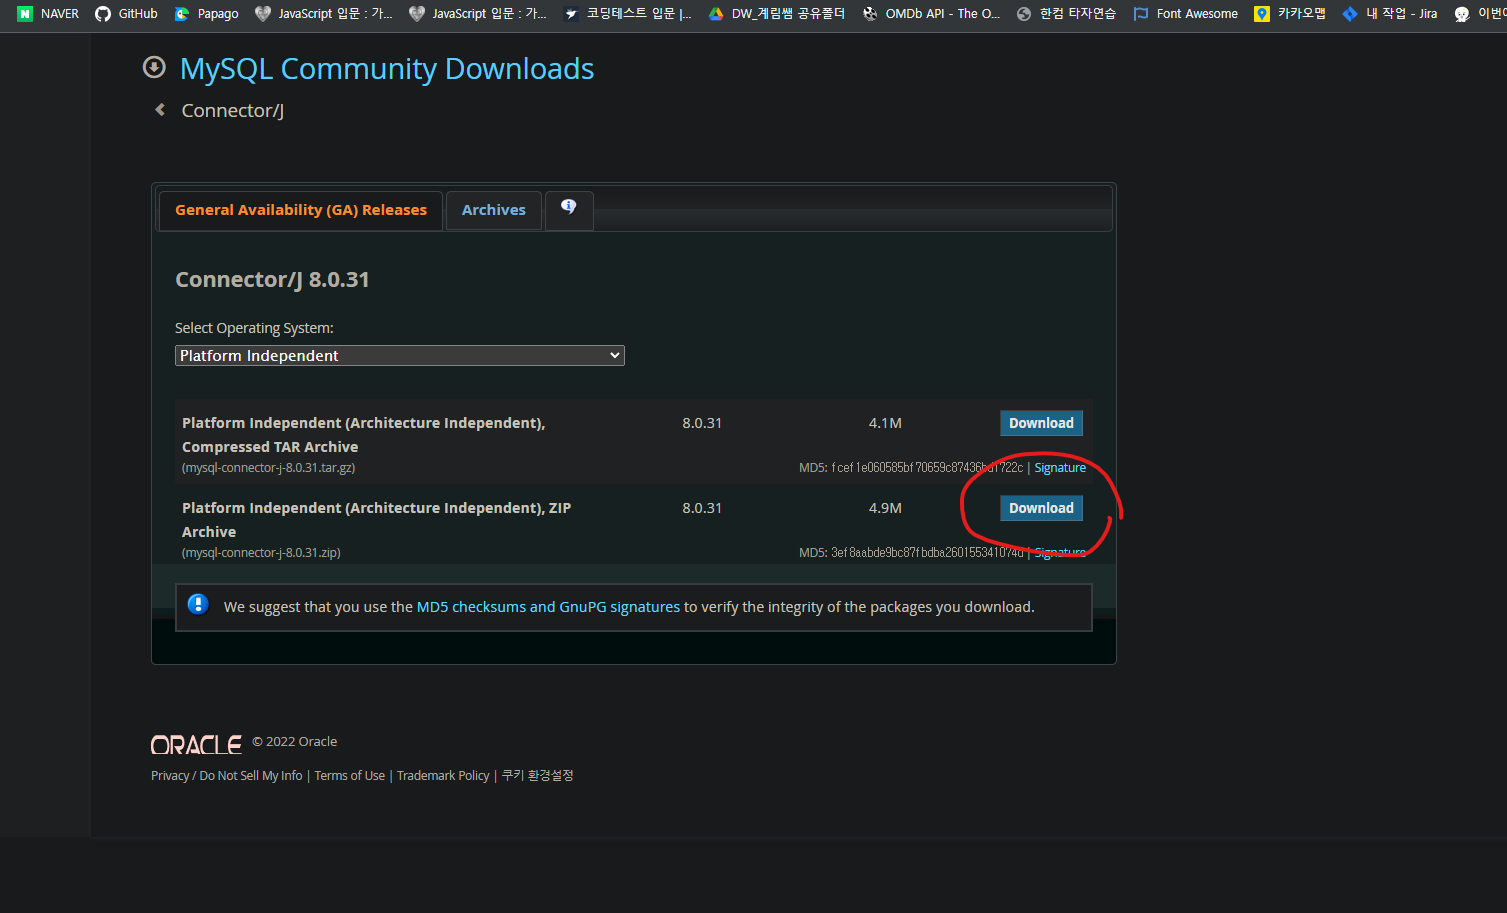 NAVER GitHub Papago JavaScript 입문 : 가... JavaScript 입문 : 가... 코딩테스트 입문 |... DW_계림쌤 공유폴더 OMDb API - The O... 한컴 타자연습 Font Awesome 카카오맵 내 작업 - Jira
MySQL Community Downloads
Connector/J
General Availability (GA) Releases Archives
Connector/J 8.0.31
Select Operating System:
Platform Independent
Platform Independent (Architecture Independent), 8.0.31 4.1M Download
Compressed TAR Archive
(mysql-connector-j-8.0.31.tar.gz) MD5: | Signature
Platform Independent (Architecture Independent), ZIP 8.0.31 4.9M Download
Archive
(mysql-connector-j-8.0.31.zip) MD5: 3ef8aabde9bc87fbdba260155341074d | Signature
We suggest that you use the MD5 checksums and GnuPG signatures to verify the integrity of the packages you download.
ORACLE © 2022 Oracle
Privacy / Do Not Sell My Info | Terms of Use | Trademark Policy | 쿠키 환경설정